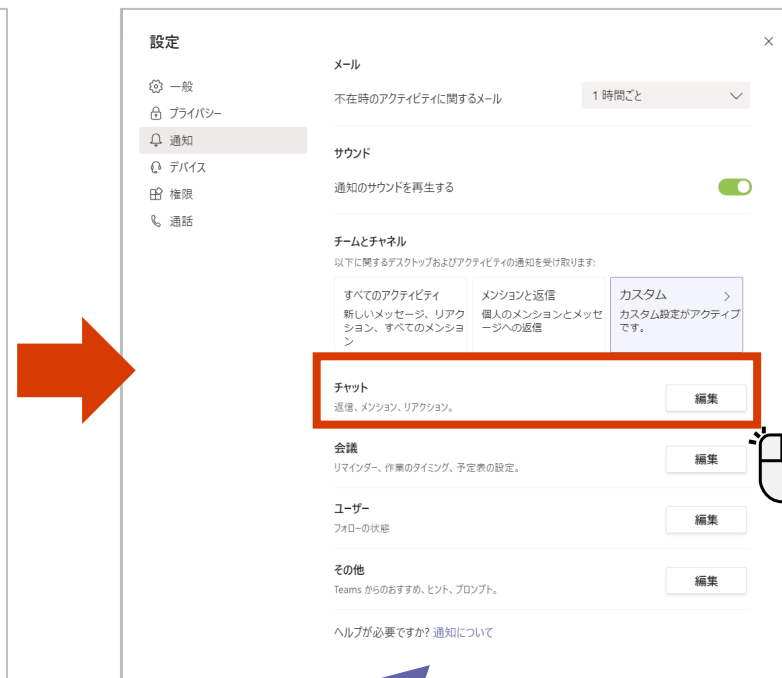 設定
一般
プライバシー
通知
デバイス
権限
通話
メール
不在時のアクティビティに関するメール
1 時間ごと
サウンド
通知のサウンドを再生する
チームとチャネル
以下に関するデスクトップおよびアクティビティの通知を受け取ります:
すべてのアクティビティ
新しいメッセージ、リアク
ション、すべてのメンショ
ン
メンションと返信
個人のメンションとメッセ
ージへの返信
カスタム
カスタム設定がアクティブ
です。
チャット
返信、メンション、リアクション。
編集
会議
リマインダー、作業のタイミング、予定表の設定。
編集
ユーザー
フォローの状態
編集
その他
Teams からのおすすめ、ヒント、プロンプト。
編集
ヘルプが必要ですか? 通知について